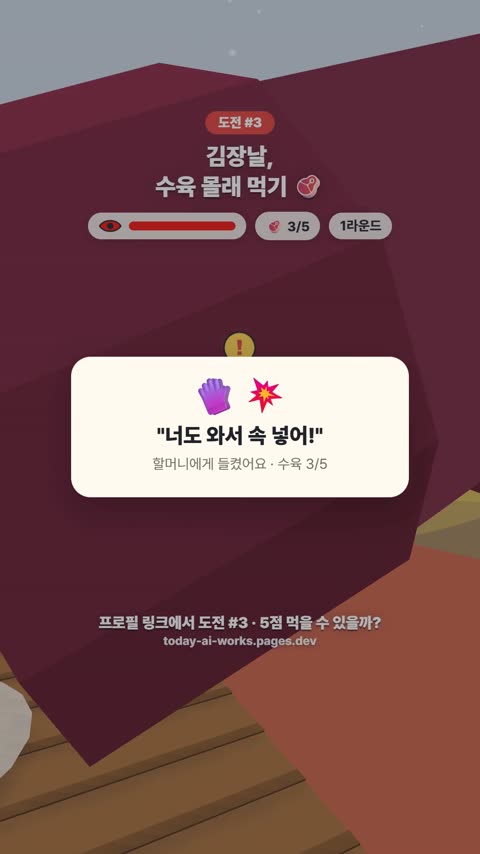 도전 #3
김장날,
수육 몰래 먹기
3/5
1라운드
!
"너도 와서 속 넣어!"
할머니에게 들켰어요 · 수육 3/5
프로필 링크에서 도전 #3 · 5점 먹을 수 있을까?
today-ai-works.pages.dev